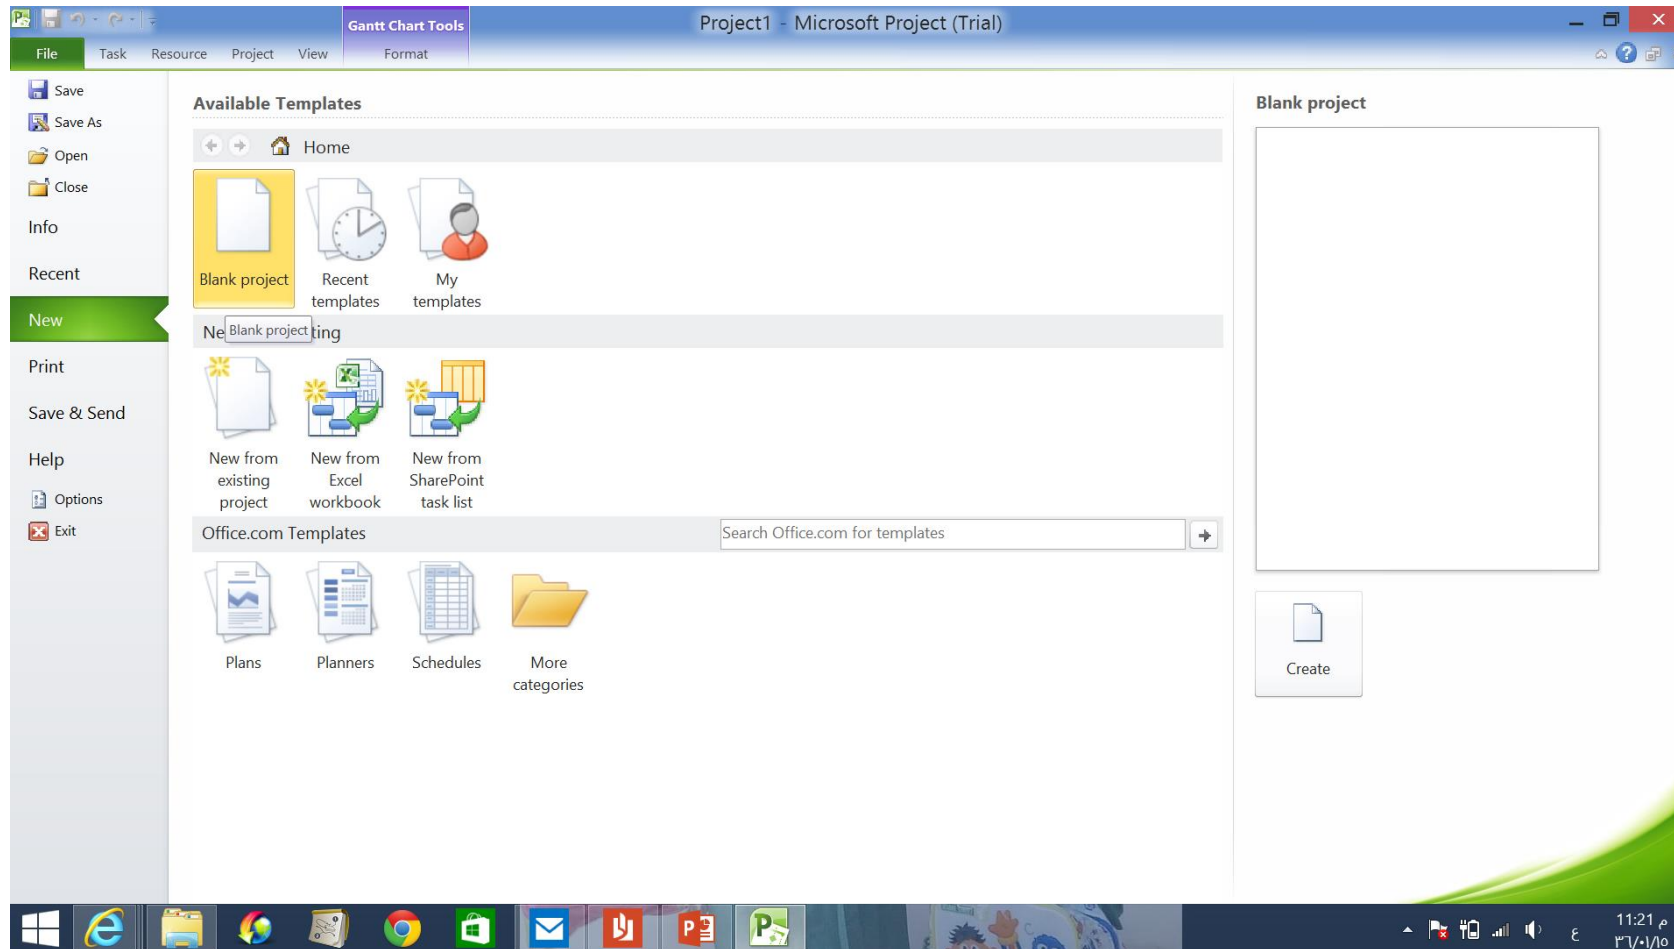 Project1 - Microsoft Project (Trial)
Gantt Chart Tools
File Task Resource Project View Format
Save
Save As
Open
Close
Info
Recent
New
Print
Save & Send
Help
Options
Exit
Available Templates
Home
Blank project
Recent
templates
My
templates
Blank project
New from
existing
project
New from
Excel
workbook
New from
SharePoint
task list
Office.com Templates
Search Office.com for templates
Plans
Planners
Schedules
More
categories
Blank project
Create
ع
11:21 م
٣٦/٠١/١٥